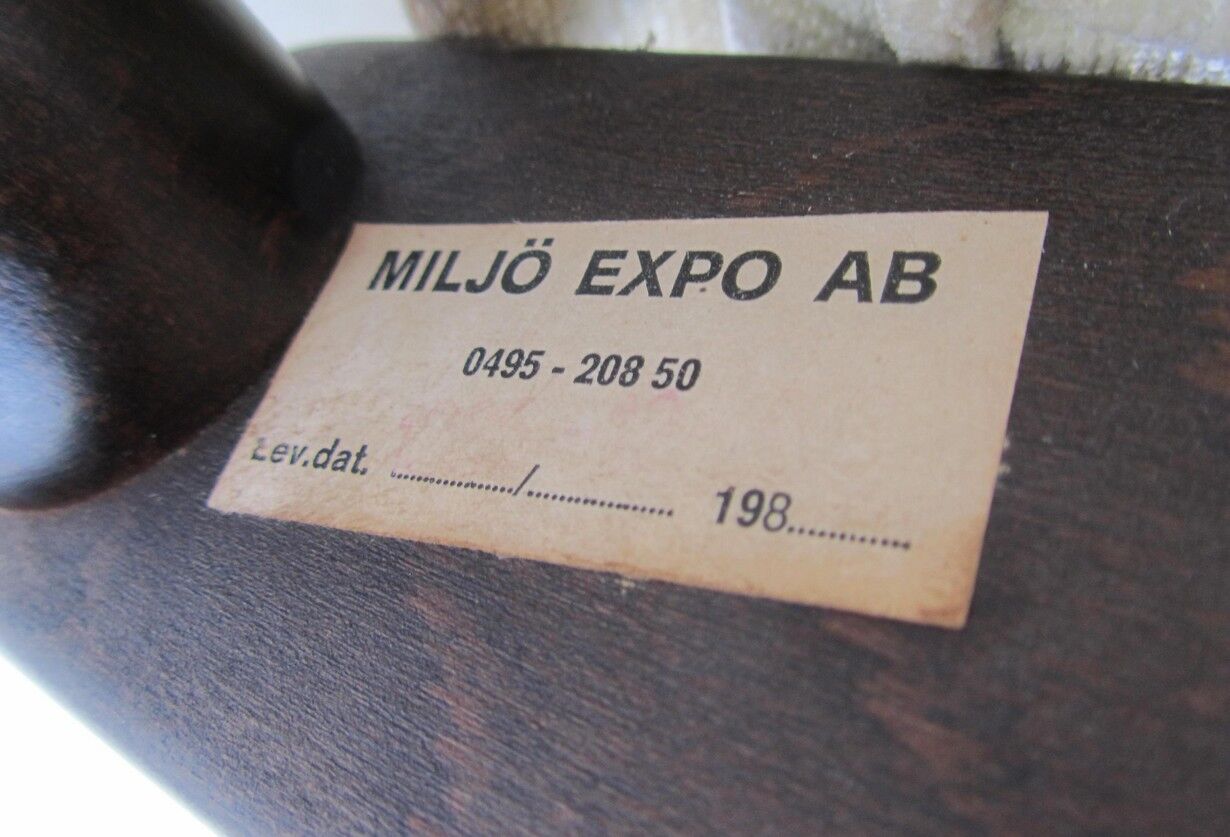 MILJÖ EXPO AB
0495 - 208 50
Lev.dat. ................/.................... 198................